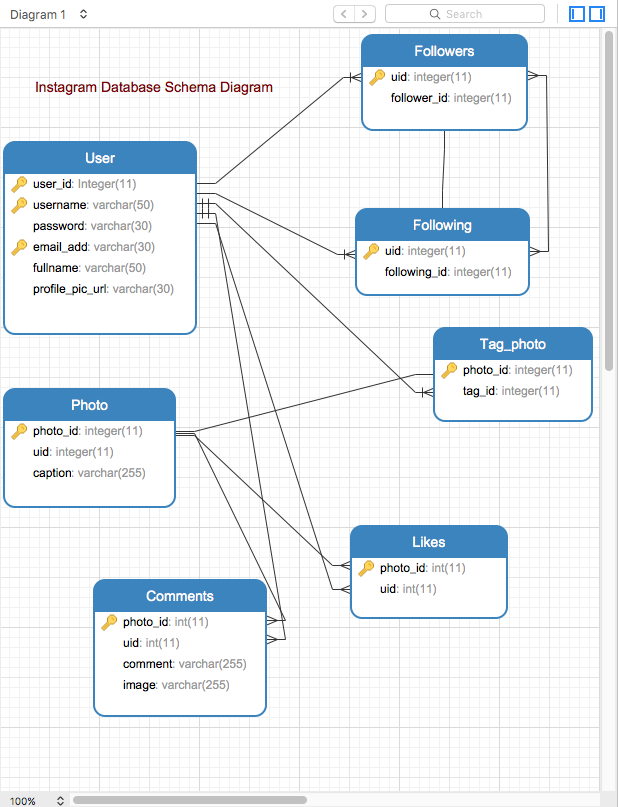 Diagram 1
Search
Instagram Database Schema Diagram
Followers
uid: integer(11)
follower_id: integer(11)
User
user_id: Integer(11)
username: varchar(50)
password: varchar(30)
email_add: varchar(30)
fullname: varchar(50)
profile_pic_url: varchar(30)
Following
uid: integer(11)
following_id: integer(11)
Tag_photo
photo_id: integer(11)
tag_id: integer(11)
Photo
photo_id: integer(11)
uid: integer(11)
caption: varchar(255)
Likes
photo_id: int(11)
uid: int(11)
Comments
photo_id: int(11)
uid: int(11)
comment: varchar(255)
image: varchar(255)
100%